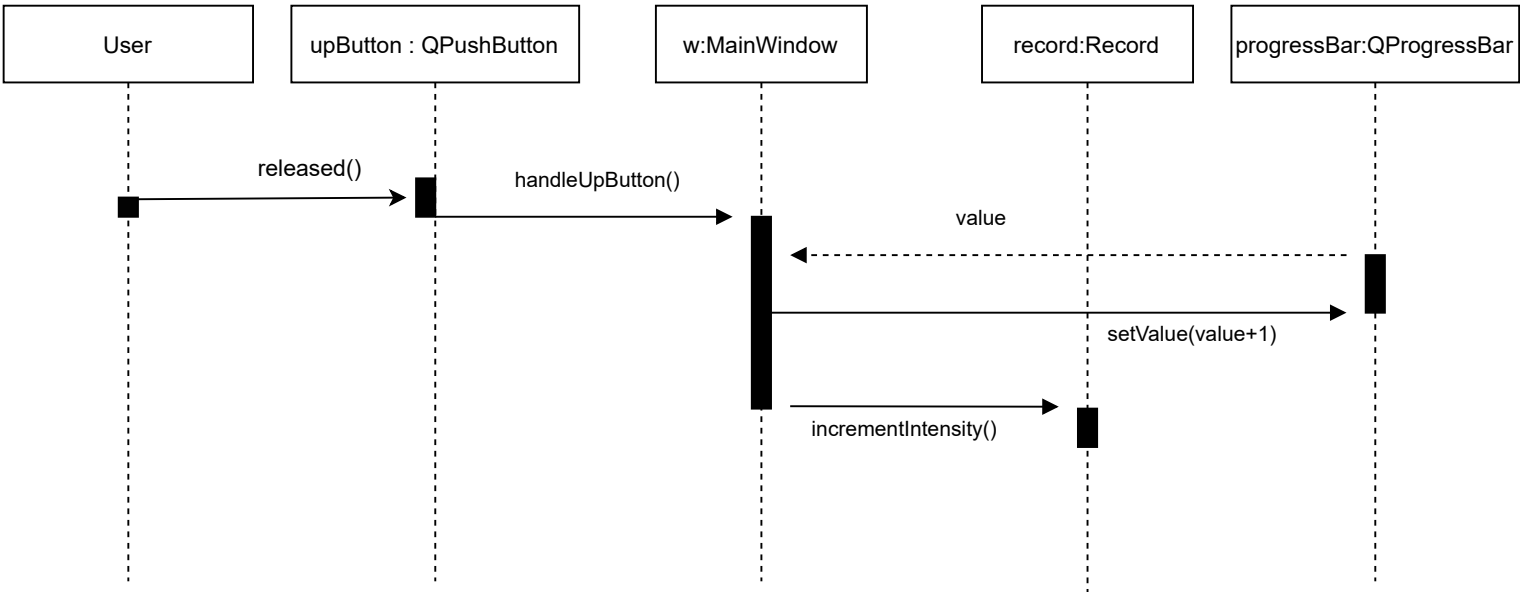 User
upButton : QPushButton
w:MainWindow
record:Record
progressBar:QProgressBar
released()
handleUpButton()
value
setValue(value+1)
incrementIntensity()